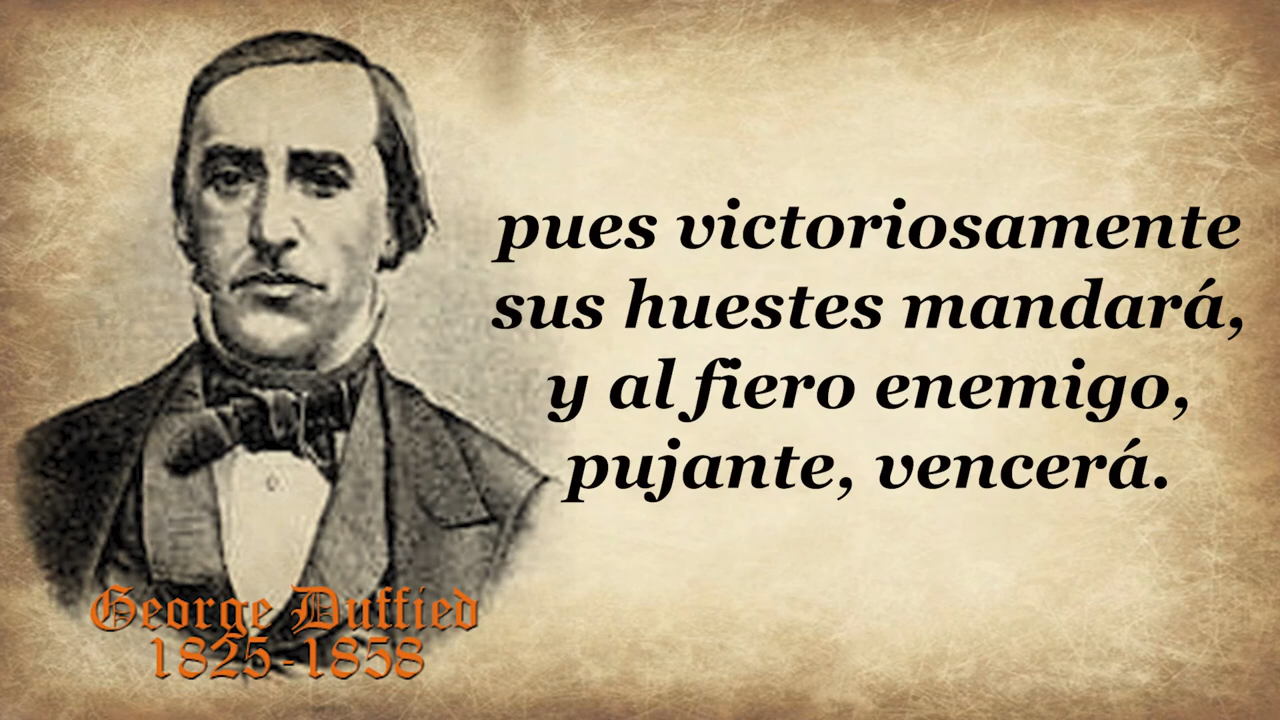 pues victoriosamente
sus huestes mandará,
y al fiero enemigo,
pujante, vencerá.
George Duffied
1825-1858